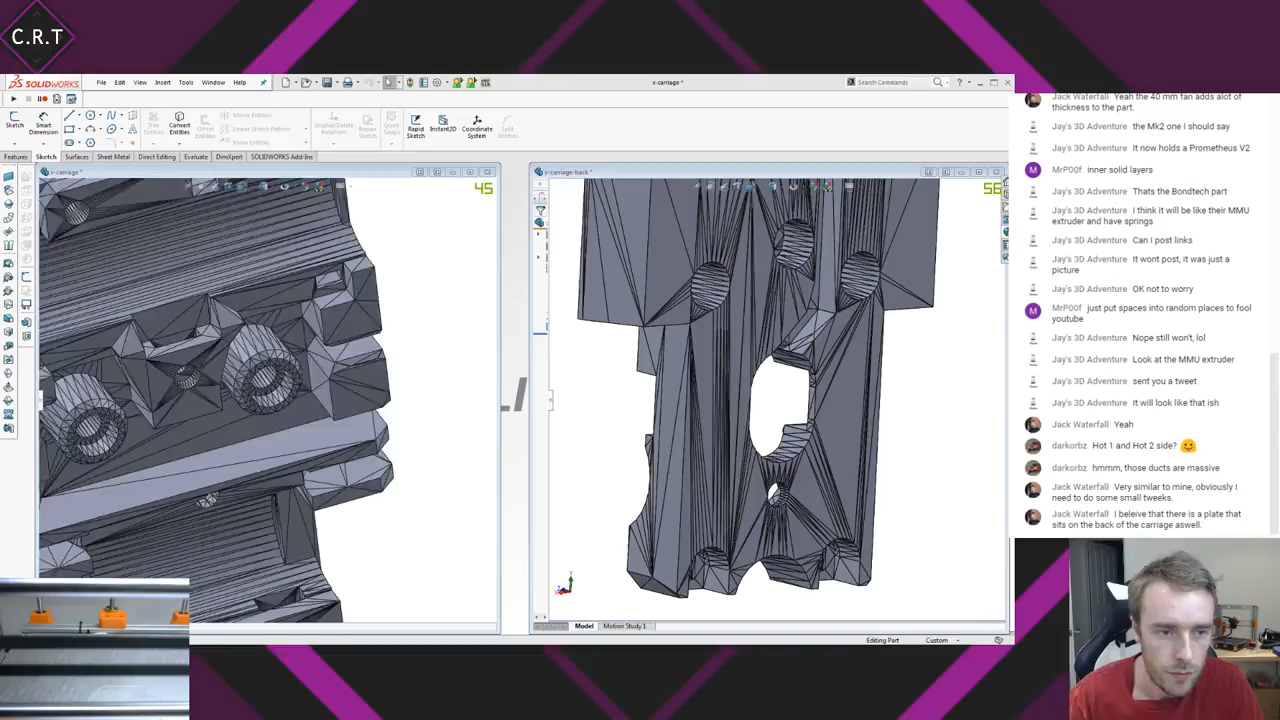 C.R.T
SOLIDWORKS
File Edit View Insert Tools Window Help
x-carriage *
Search Commands
Sketch
Smart Dimension
Trim Entities
Convert Entities
Offset Entities
Mirror Entities
Linear Sketch Pattern
Move Entities
Display/Delete Relations
Repair Sketch
Quick Snaps
Rapid Sketch
Instant2D
Coordinate System
Split Entities
Features Sketch Surfaces Sheet Metal Direct Editing Evaluate DimXpert SOLIDWORKS Add-Ins
x-carriage *
x-carriage-back *
45
56
Model Motion Study 1
Editing Part Custom
Jack Waterfall Yeah the 40 mm fan adds alot of
thickness to the part.
Jay's 3D Adventure the Mk2 one I should say
Jay's 3D Adventure It now holds a Prometheus V2
MrP00f inner solid layers
Jay's 3D Adventure Thats the Bondtech part
Jay's 3D Adventure I think it will be like their MMU
extruder and have springs
Jay's 3D Adventure Can I post links
Jay's 3D Adventure It wont post, it was just a
picture
Jay's 3D Adventure OK not to worry
MrP00f just put spaces into random places to fool
youtube
Jay's 3D Adventure Nope still won't, lol
Jay's 3D Adventure Look at the MMU extruder
Jay's 3D Adventure sent you a tweet
Jay's 3D Adventure It will look like that ish
Jack Waterfall Yeah
darkorbz Hot 1 and Hot 2 side?
darkorbz hmmm, those ducts are massive
Jack Waterfall Very similar to mine, obviously I
need to do some small tweeks.
Jack Waterfall I beleive that there is a plate that
sits on the back of the carriage aswell.